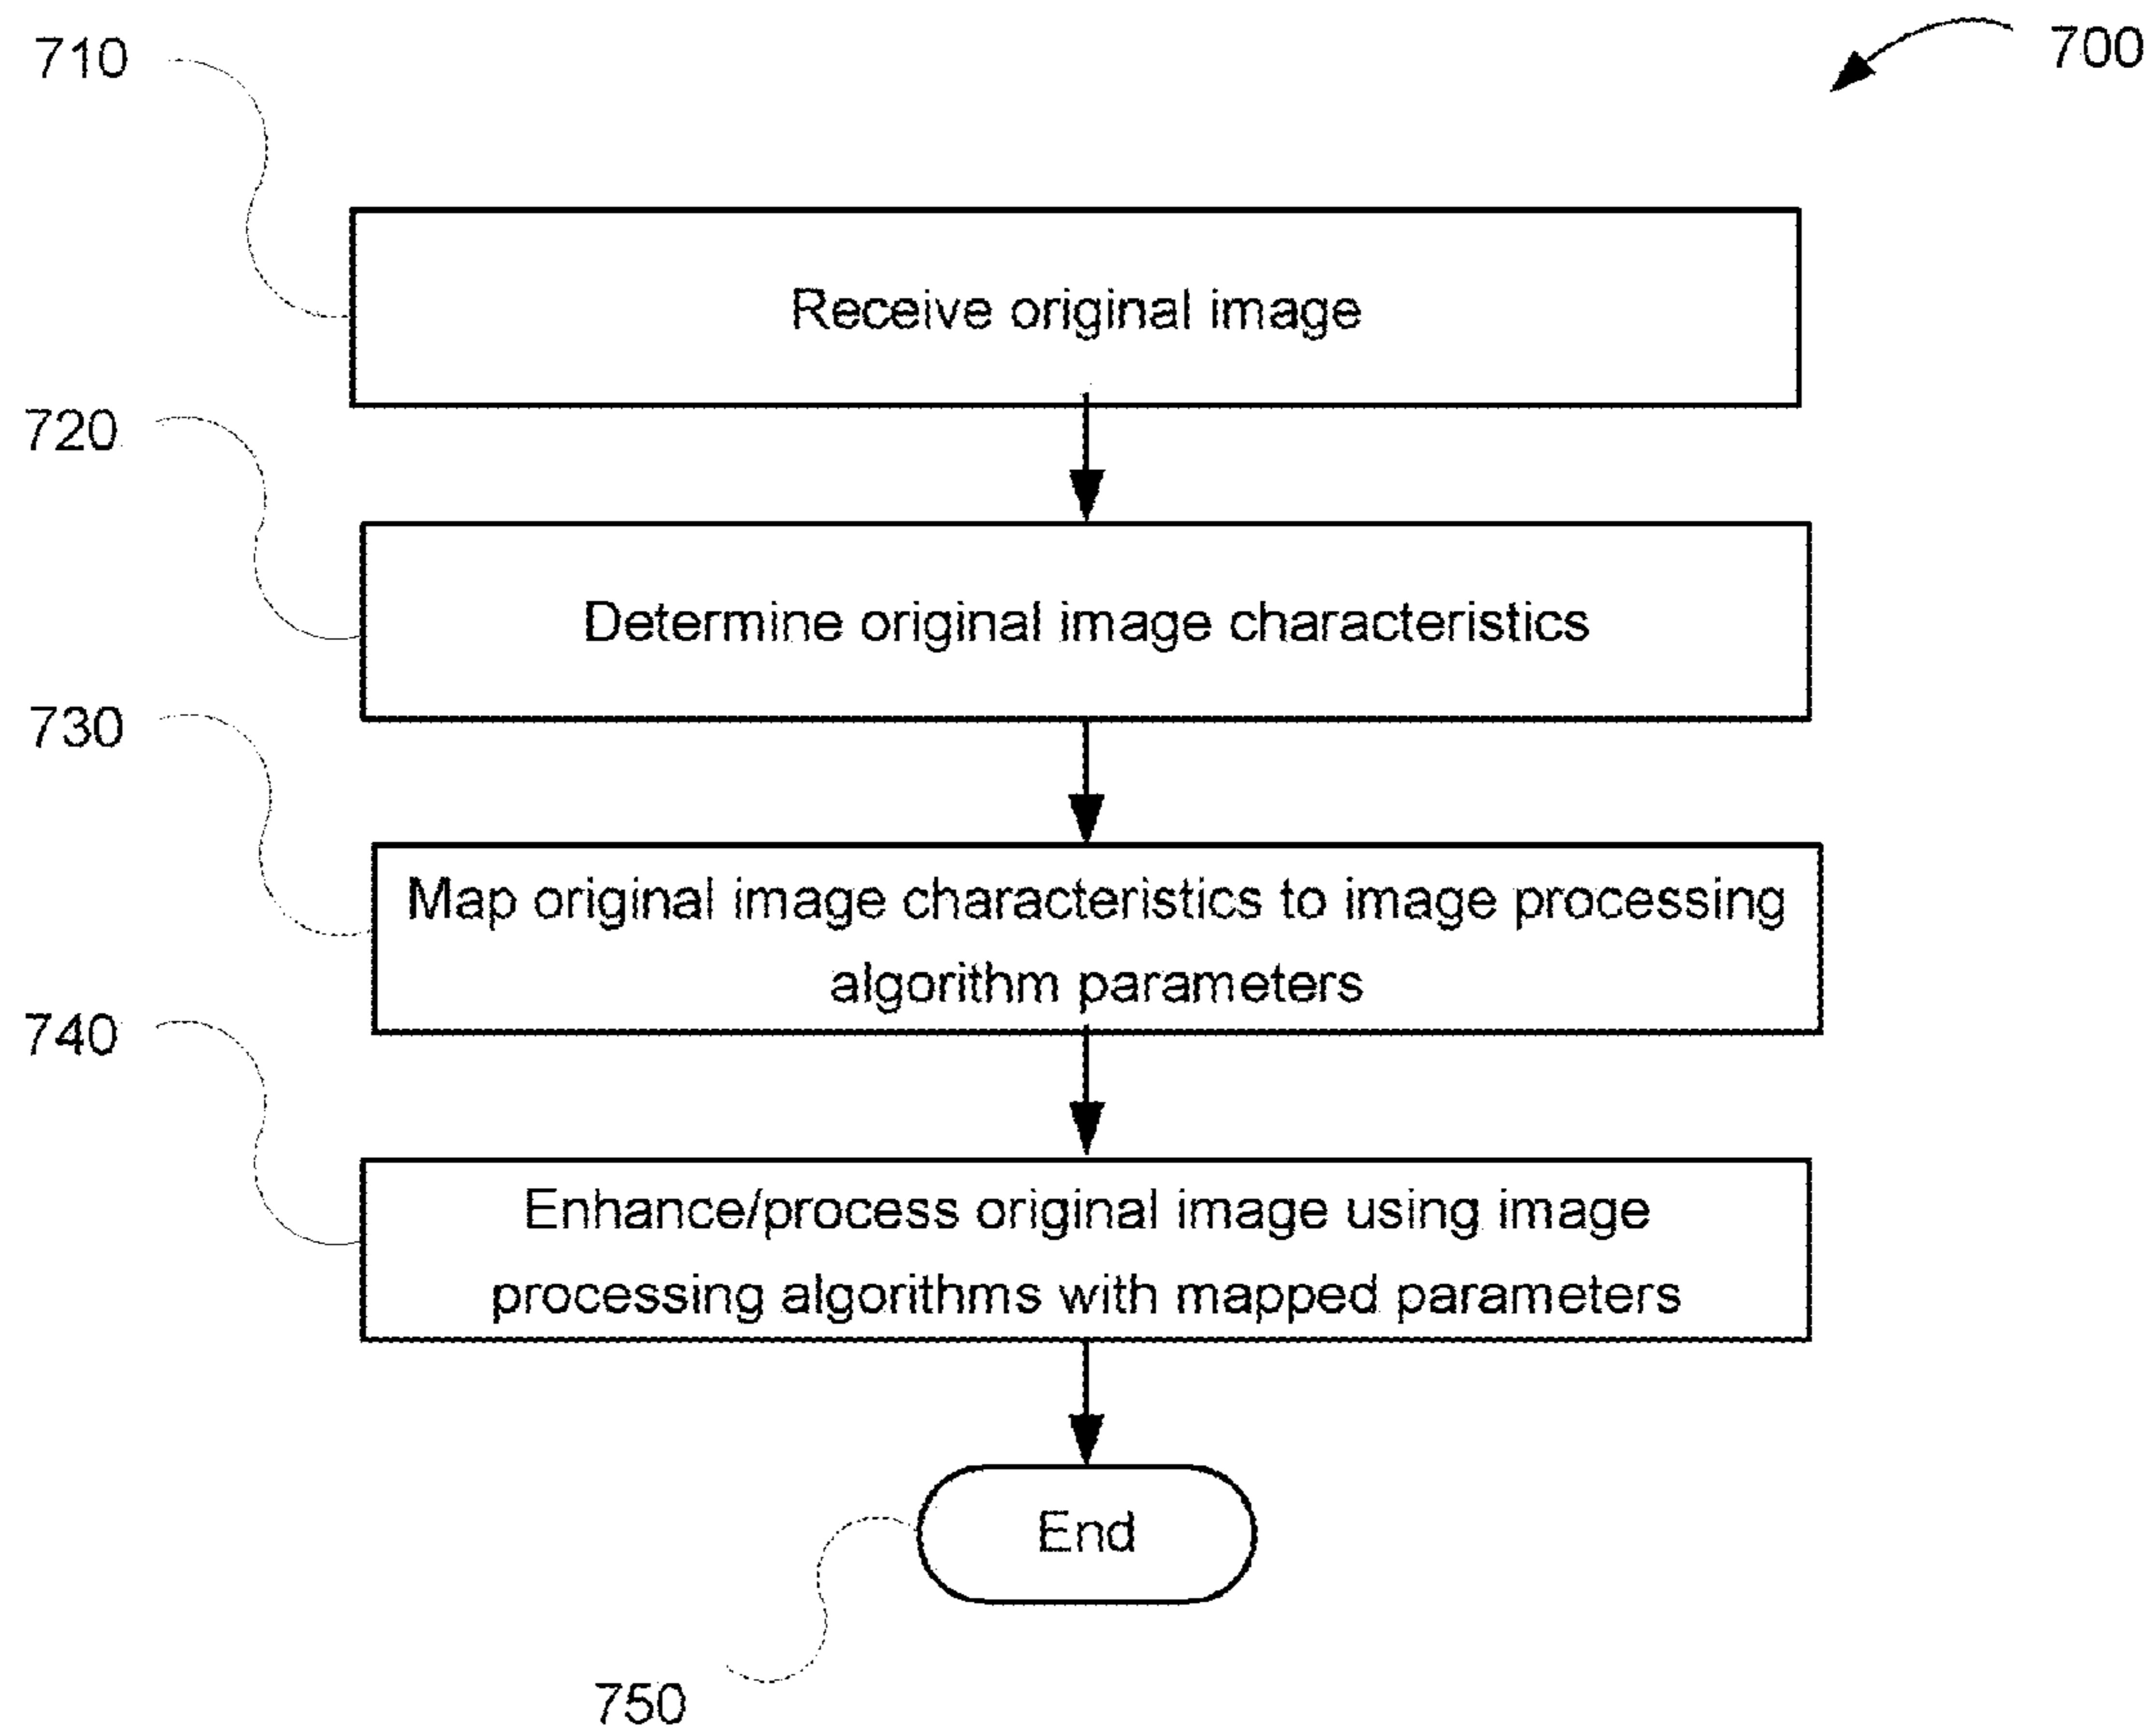 710
700
Receive original image
720
Determine original image characteristics
730
Map original image characteristics to image processing
algorithm parameters
740
Enhance/process original image using image
processing algorithms with mapped parameters
End
750